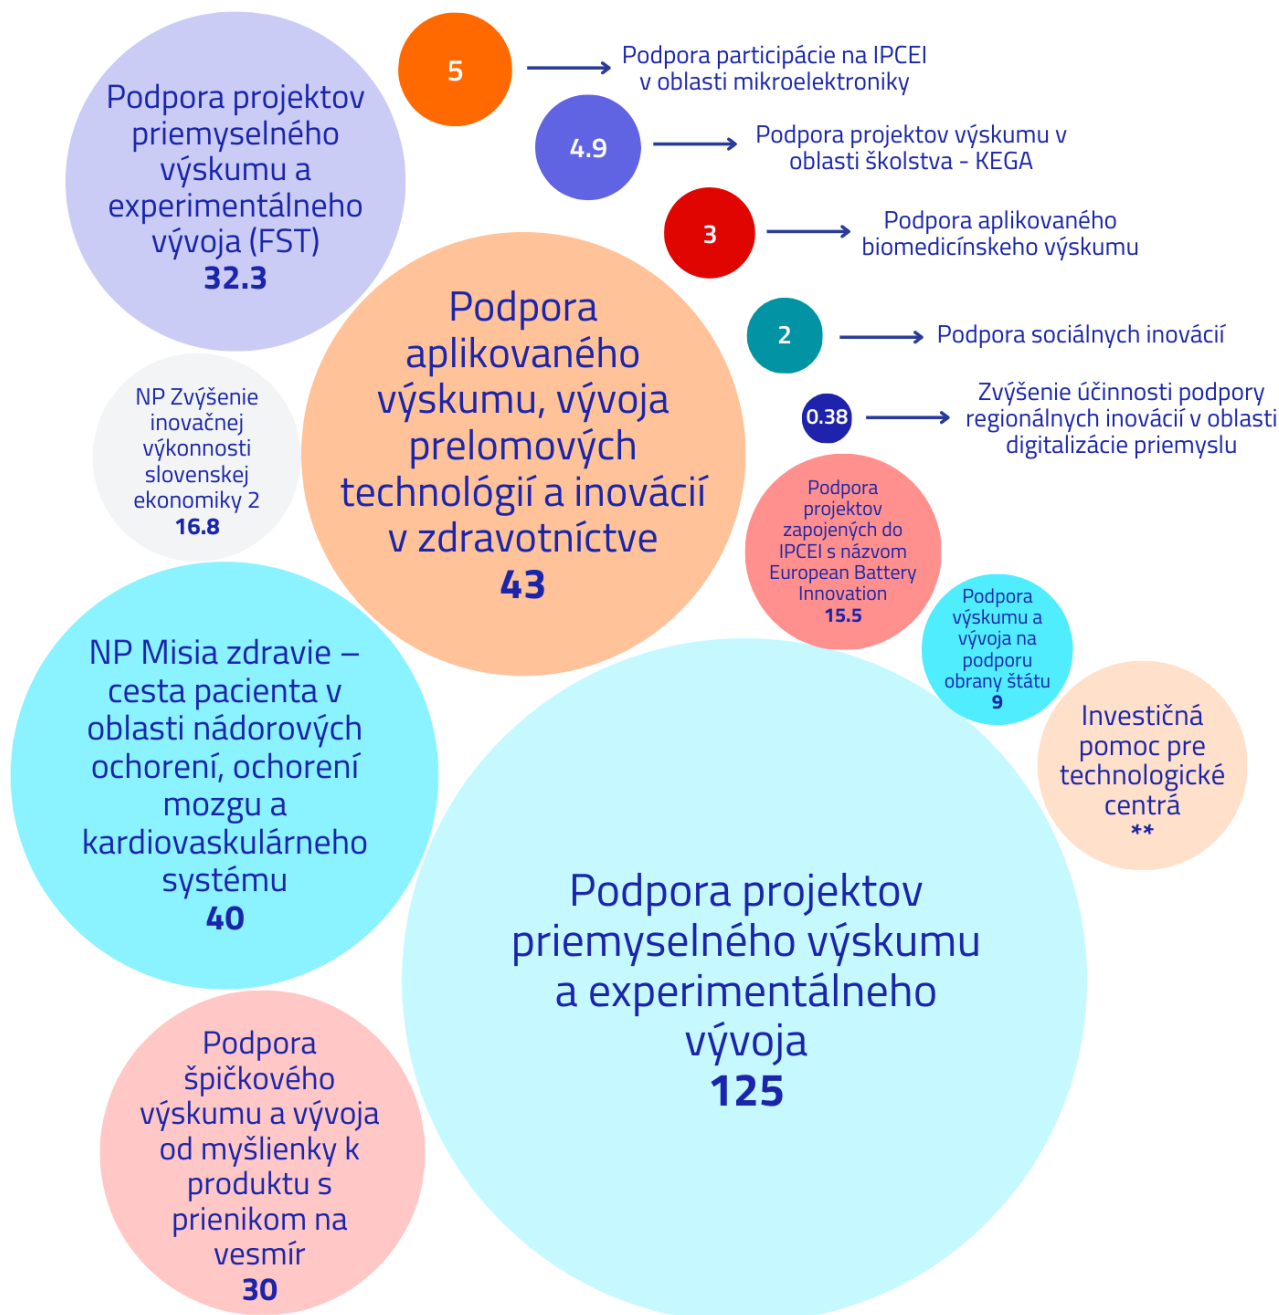 Podpora projektov
priemyselného
výskumu a
experimentálneho
vývoja (FST)
32.3
5
Podpora participácie na IPCEI
v oblasti mikroelektroniky
4.9
Podpora projektov výskumu v
oblasti školstva - KEGA
3
Podpora aplikovaného
biomedicínskeho výskumu
2
Podpora sociálnych inovácií
0.38
Zvýšenie účinnosti podpory
regionálnych inovácií v oblasti
digitalizácie priemyslu
Podpora
aplikovaného
výskumu, vývoja
prelomových
technológií a inovácií
v zdravotníctve
43
NP Zvýšenie
inovačnej
výkonnosti
slovenskej
ekonomiky 2
16.8
Podpora
projektov
zapojených do
IPCEI s názvom
European Battery
Innovation
15.5
Podpora
výskumu a
vývoja na
podporu
obrany štátu
9
Investičná
pomoc pre
technologické
centrá
**
NP Misia zdravie –
cesta pacienta v
oblasti nádorových
ochorení, ochorení
mozgu a
kardiovaskulárneho
systému
40
Podpora projektov
priemyselného výskumu
a experimentálneho
vývoja
125
Podpora
špičkového
výskumu a vývoja
od myšlienky k
produktu s
prienikom na
vesmír
30